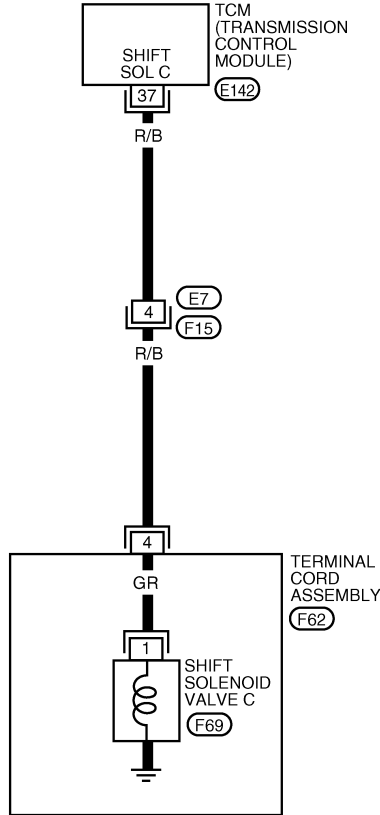 TCM
(TRANSMISSION
CONTROL
MODULE)
SHIFT
SOL C
37
E142
R/B
4
E7
F15
R/B
4
GR
TERMINAL
CORD
ASSEMBLY
F62
1
SHIFT
SOLENOID
VALVE C
F69